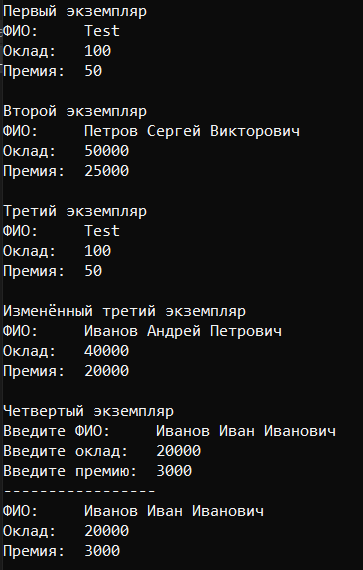 Первый экземпляр
ФИО: Test
Оклад: 100
Премия: 50
Второй экземпляр
ФИО: Петров Сергей Викторович
Оклад: 50000
Премия: 25000
Третий экземпляр
ФИО: Test
Оклад: 100
Премия: 50
Изменённый третий экземпляр
ФИО: Иванов Андрей Петрович
Оклад: 40000
Премия: 20000
Четвертый экземпляр
Введите ФИО: Иванов Иван Иванович
Введите оклад: 20000
Введите премию: 3000
-----------------
ФИО: Иванов Иван Иванович
Оклад: 20000
Премия: 3000